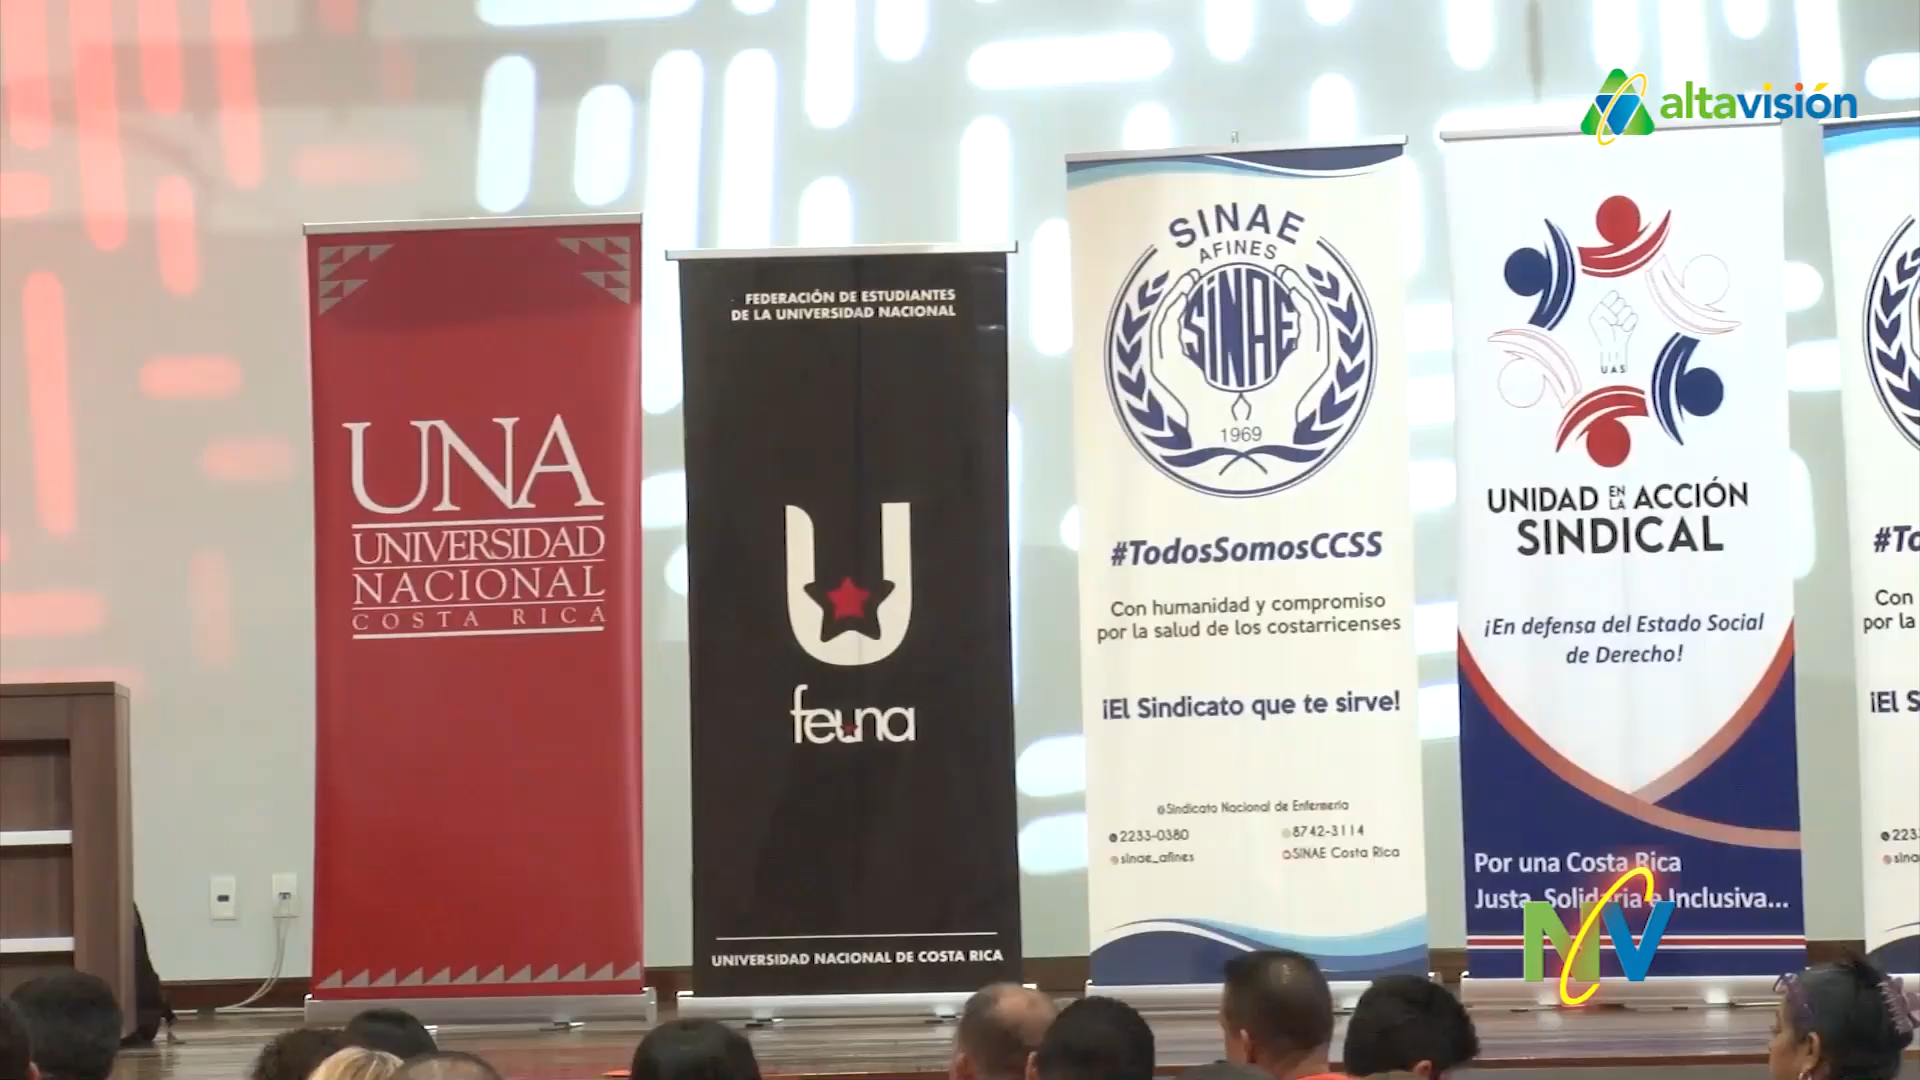 altavisión
UNA
UNIVERSIDAD
NACIONAL
COSTA RICA
FEDERACIÓN DE ESTUDIANTES
DE LA UNIVERSIDAD NACIONAL
feuna
UNIVERSIDAD NACIONAL DE COSTA RICA
SINAE
AFINES
SINAE
1969
#TodosSomosCCSS
Con humanidad y compromiso
por la salud de los costarricenses
¡El Sindicato que te sirve!
Sindicato Nacional de Enfermería
2233-0380
8742-3114
sinae_afines
SINAE Costa Rica
UAS
UNIDAD EN LA ACCIÓN
SINDICAL
¡En defensa del Estado Social
de Derecho!
Por una Costa Rica
Justa, Solidaria e Inclusiva...
NCV
#To
Con
por la
¡El S
223
sina